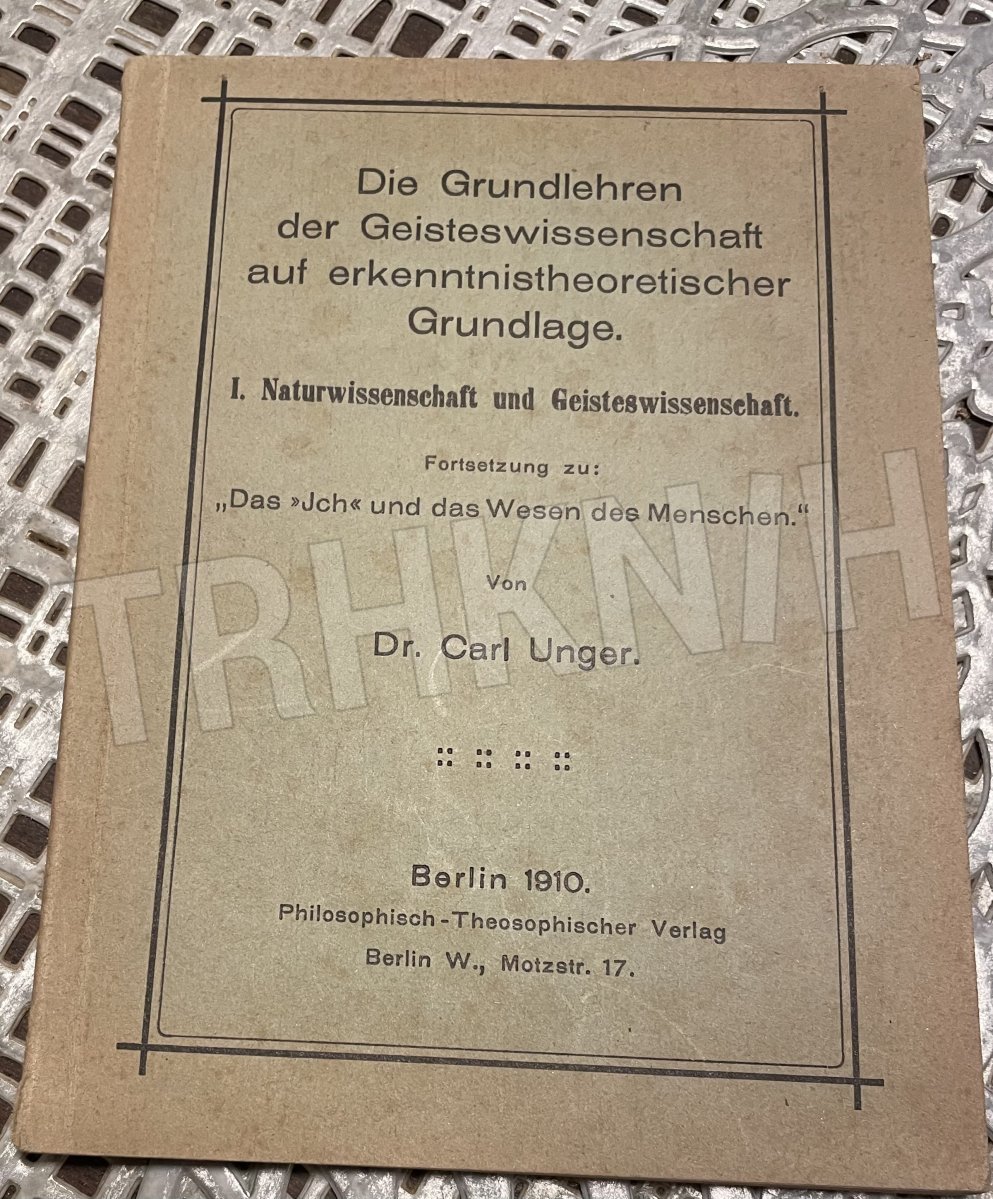 Die Grundlehren
der Geisteswissenschaft
auf erkenntnistheoretischer
Grundlage.
I. Naturwissenschaft und Geisteswissenschaft.
Fortsetzung zu:
„Das »Jch« und das Wesen des Menschen.“
Von
Dr. Carl Unger.
Berlin 1910.
Philosophisch-Theosophischer Verlag
Berlin W., Motzstr. 17.
TRHKNIH